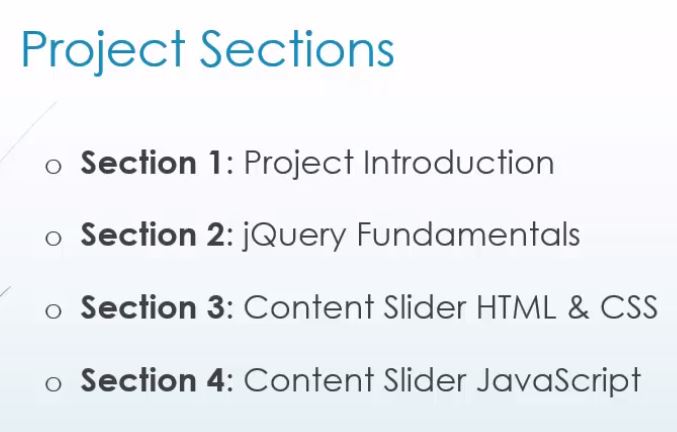 Project Sections
o Section 1: Project Introduction
o Section 2: jQuery Fundamentals
o Section 3: Content Slider HTML & CSS
o Section 4: Content Slider JavaScript